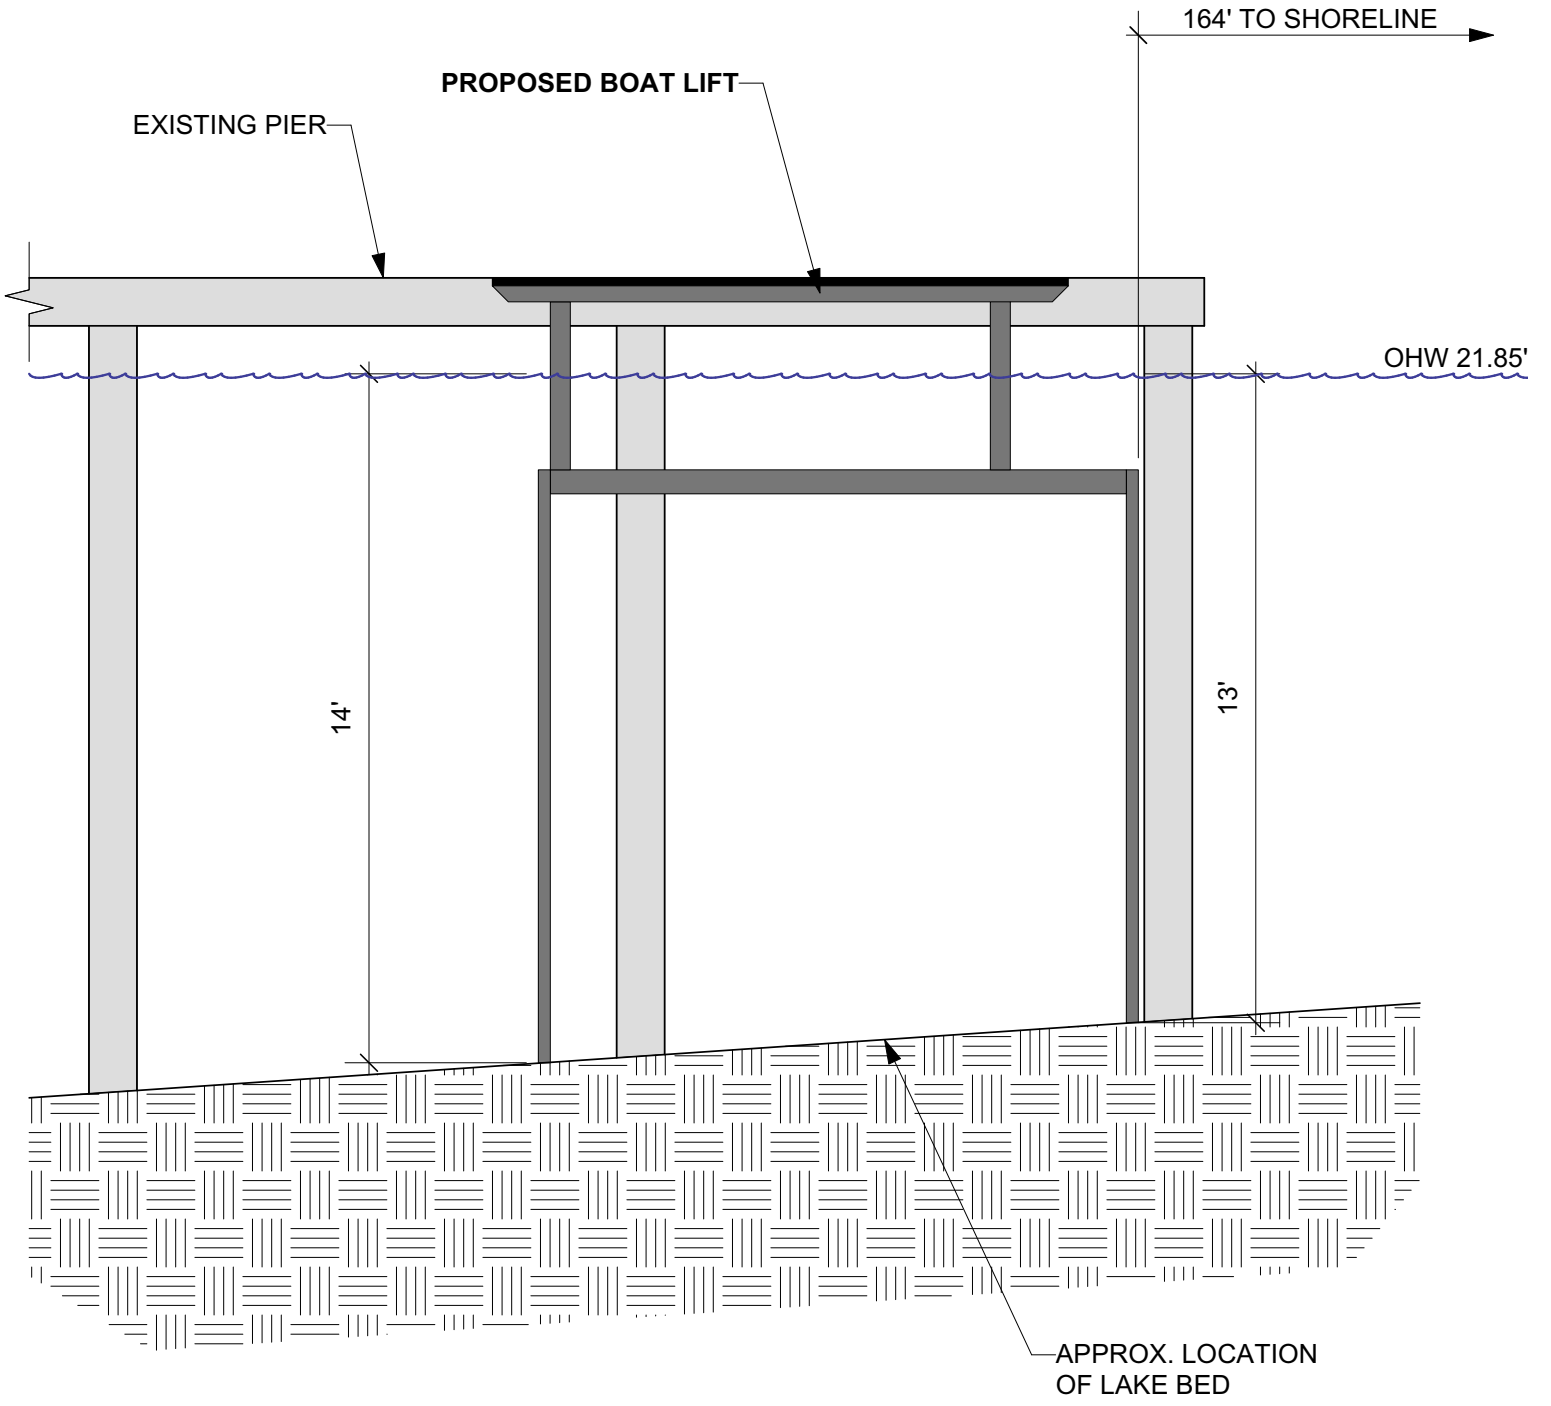 164' TO SHORELINE
PROPOSED BOAT LIFT
EXISTING PIER
OHW 21.85'
14'
13'
APPROX. LOCATION
OF LAKE BED